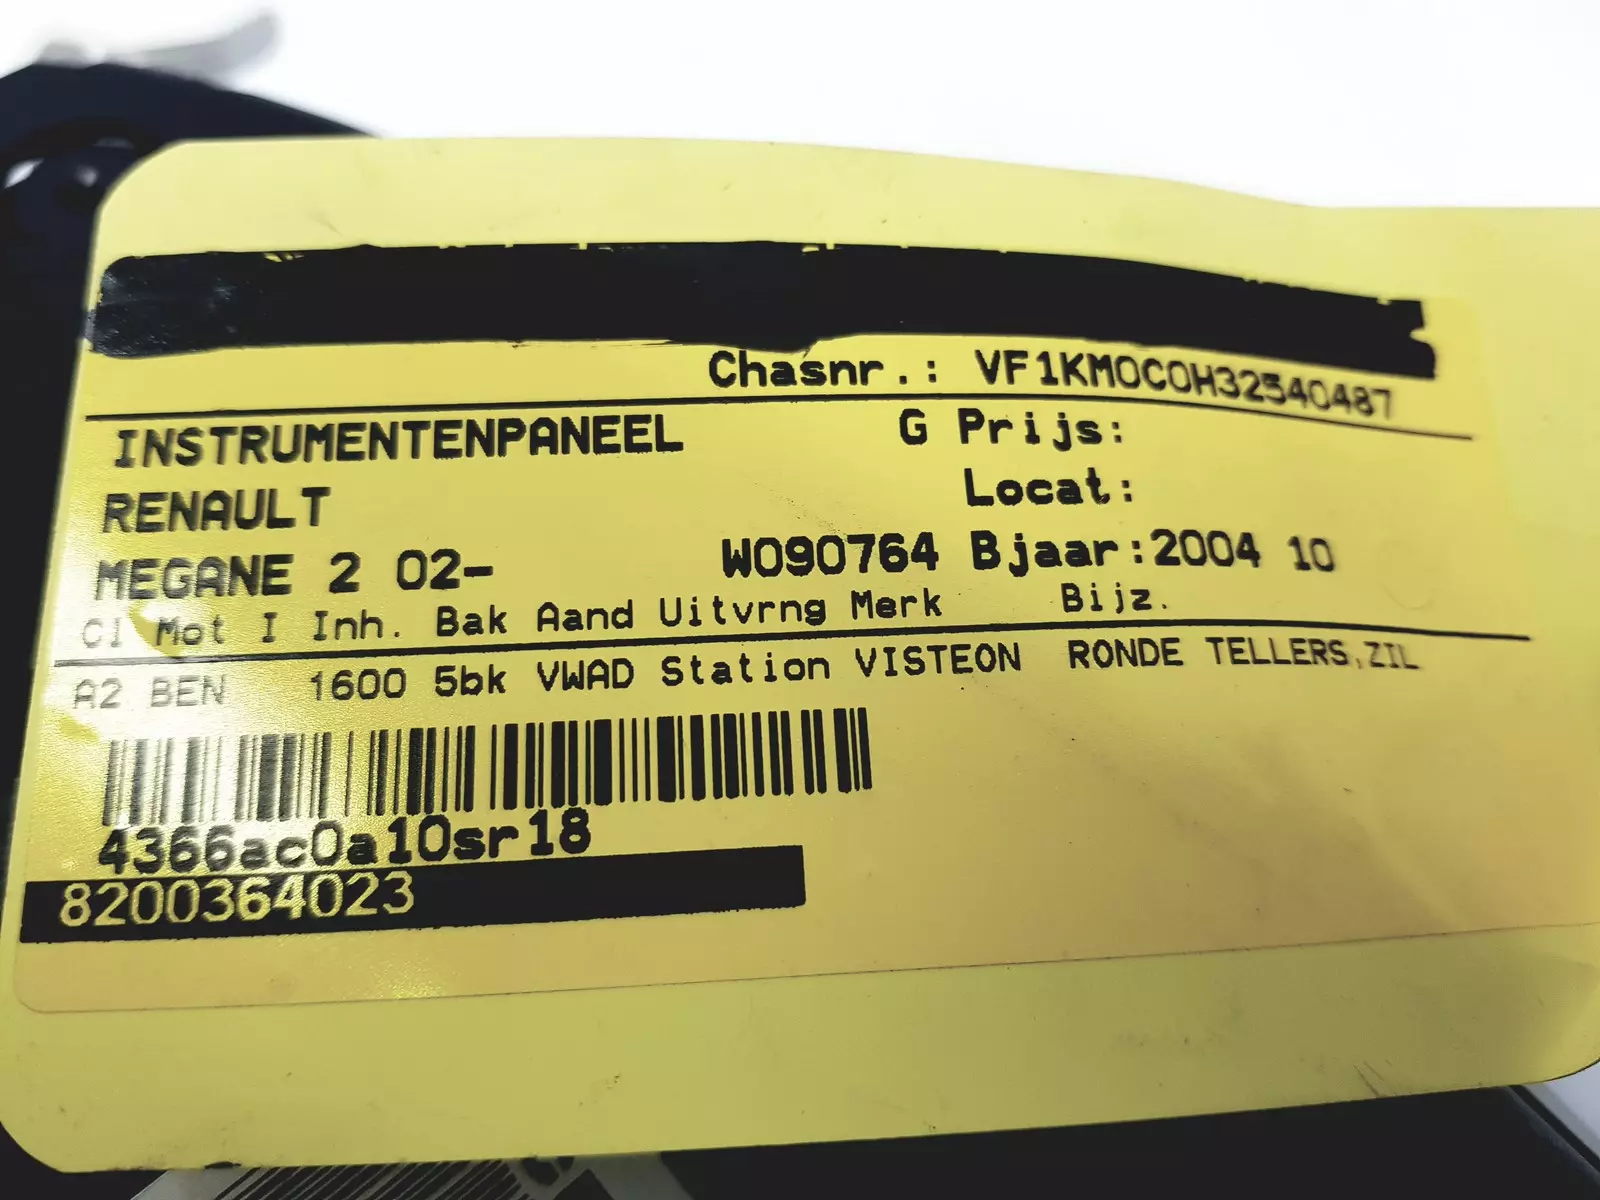 Chasnr.: VF1KM0C0H32540487
INSTRUMENTENPANEEL G Prijs:
RENAULT Locat:
MEGANE 2 02- W090764 Bjaar:2004 10
Cl Mot I Inh. Bak Aand Uitvrng Merk Bijz.
A2 BEN 1600 5bk VWAD Station VISTEON RONDE TELLERS,ZIL
4366ac0a10sr18
8200364023